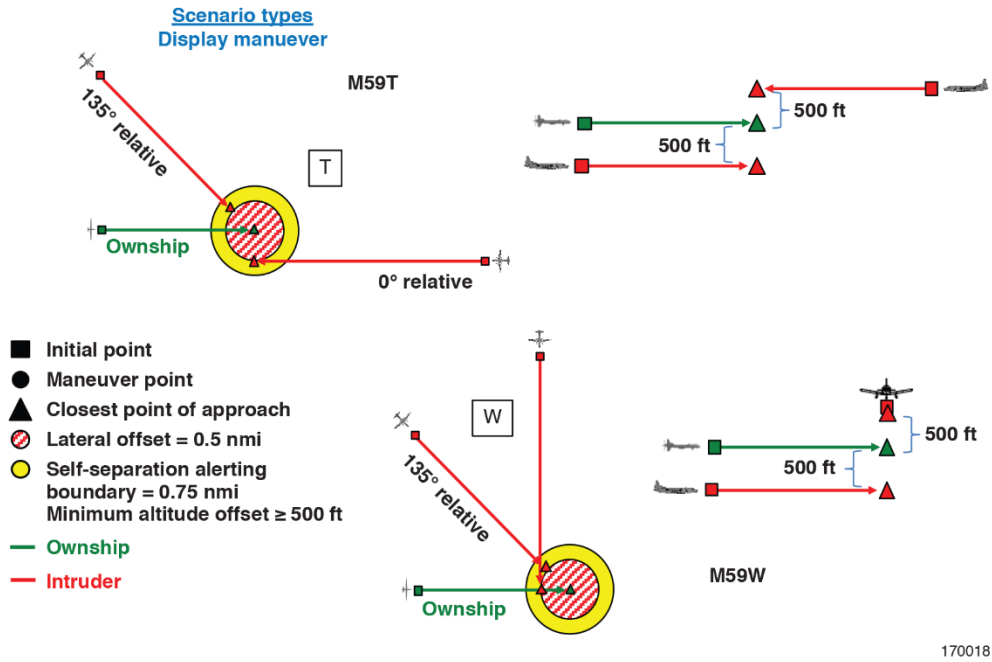 Scenario types
Display manuever
M59T
135° relative
T
Ownship
0° relative
500 ft
500 ft
Initial point
Maneuver point
Closest point of approach
Lateral offset = 0.5 nmi
Self-separation alerting
boundary = 0.75 nmi
Minimum altitude offset ≥ 500 ft
Ownship
Intruder
W
135° relative
Ownship
500 ft
500 ft
M59W
170018